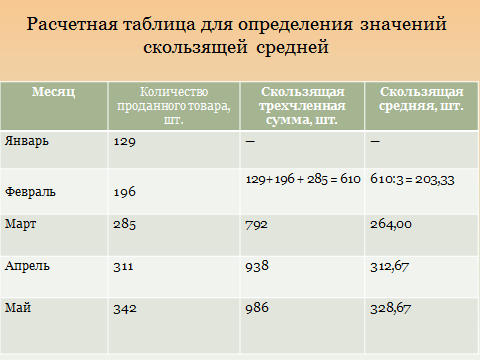 Расчетная таблица для определения значений
скользящей средней
Месяц
Количество
проданного товара,
шт.
Скользящая
трехчленная
сумма, шт.
Скользящая
средняя, шт.
Январь 129 — —
Февраль 196 129+196 + 285 = 610 610:3 = 203,33
Март 285 792 264,00
Апрель 311 938 312,67
Май 342 986 328,67